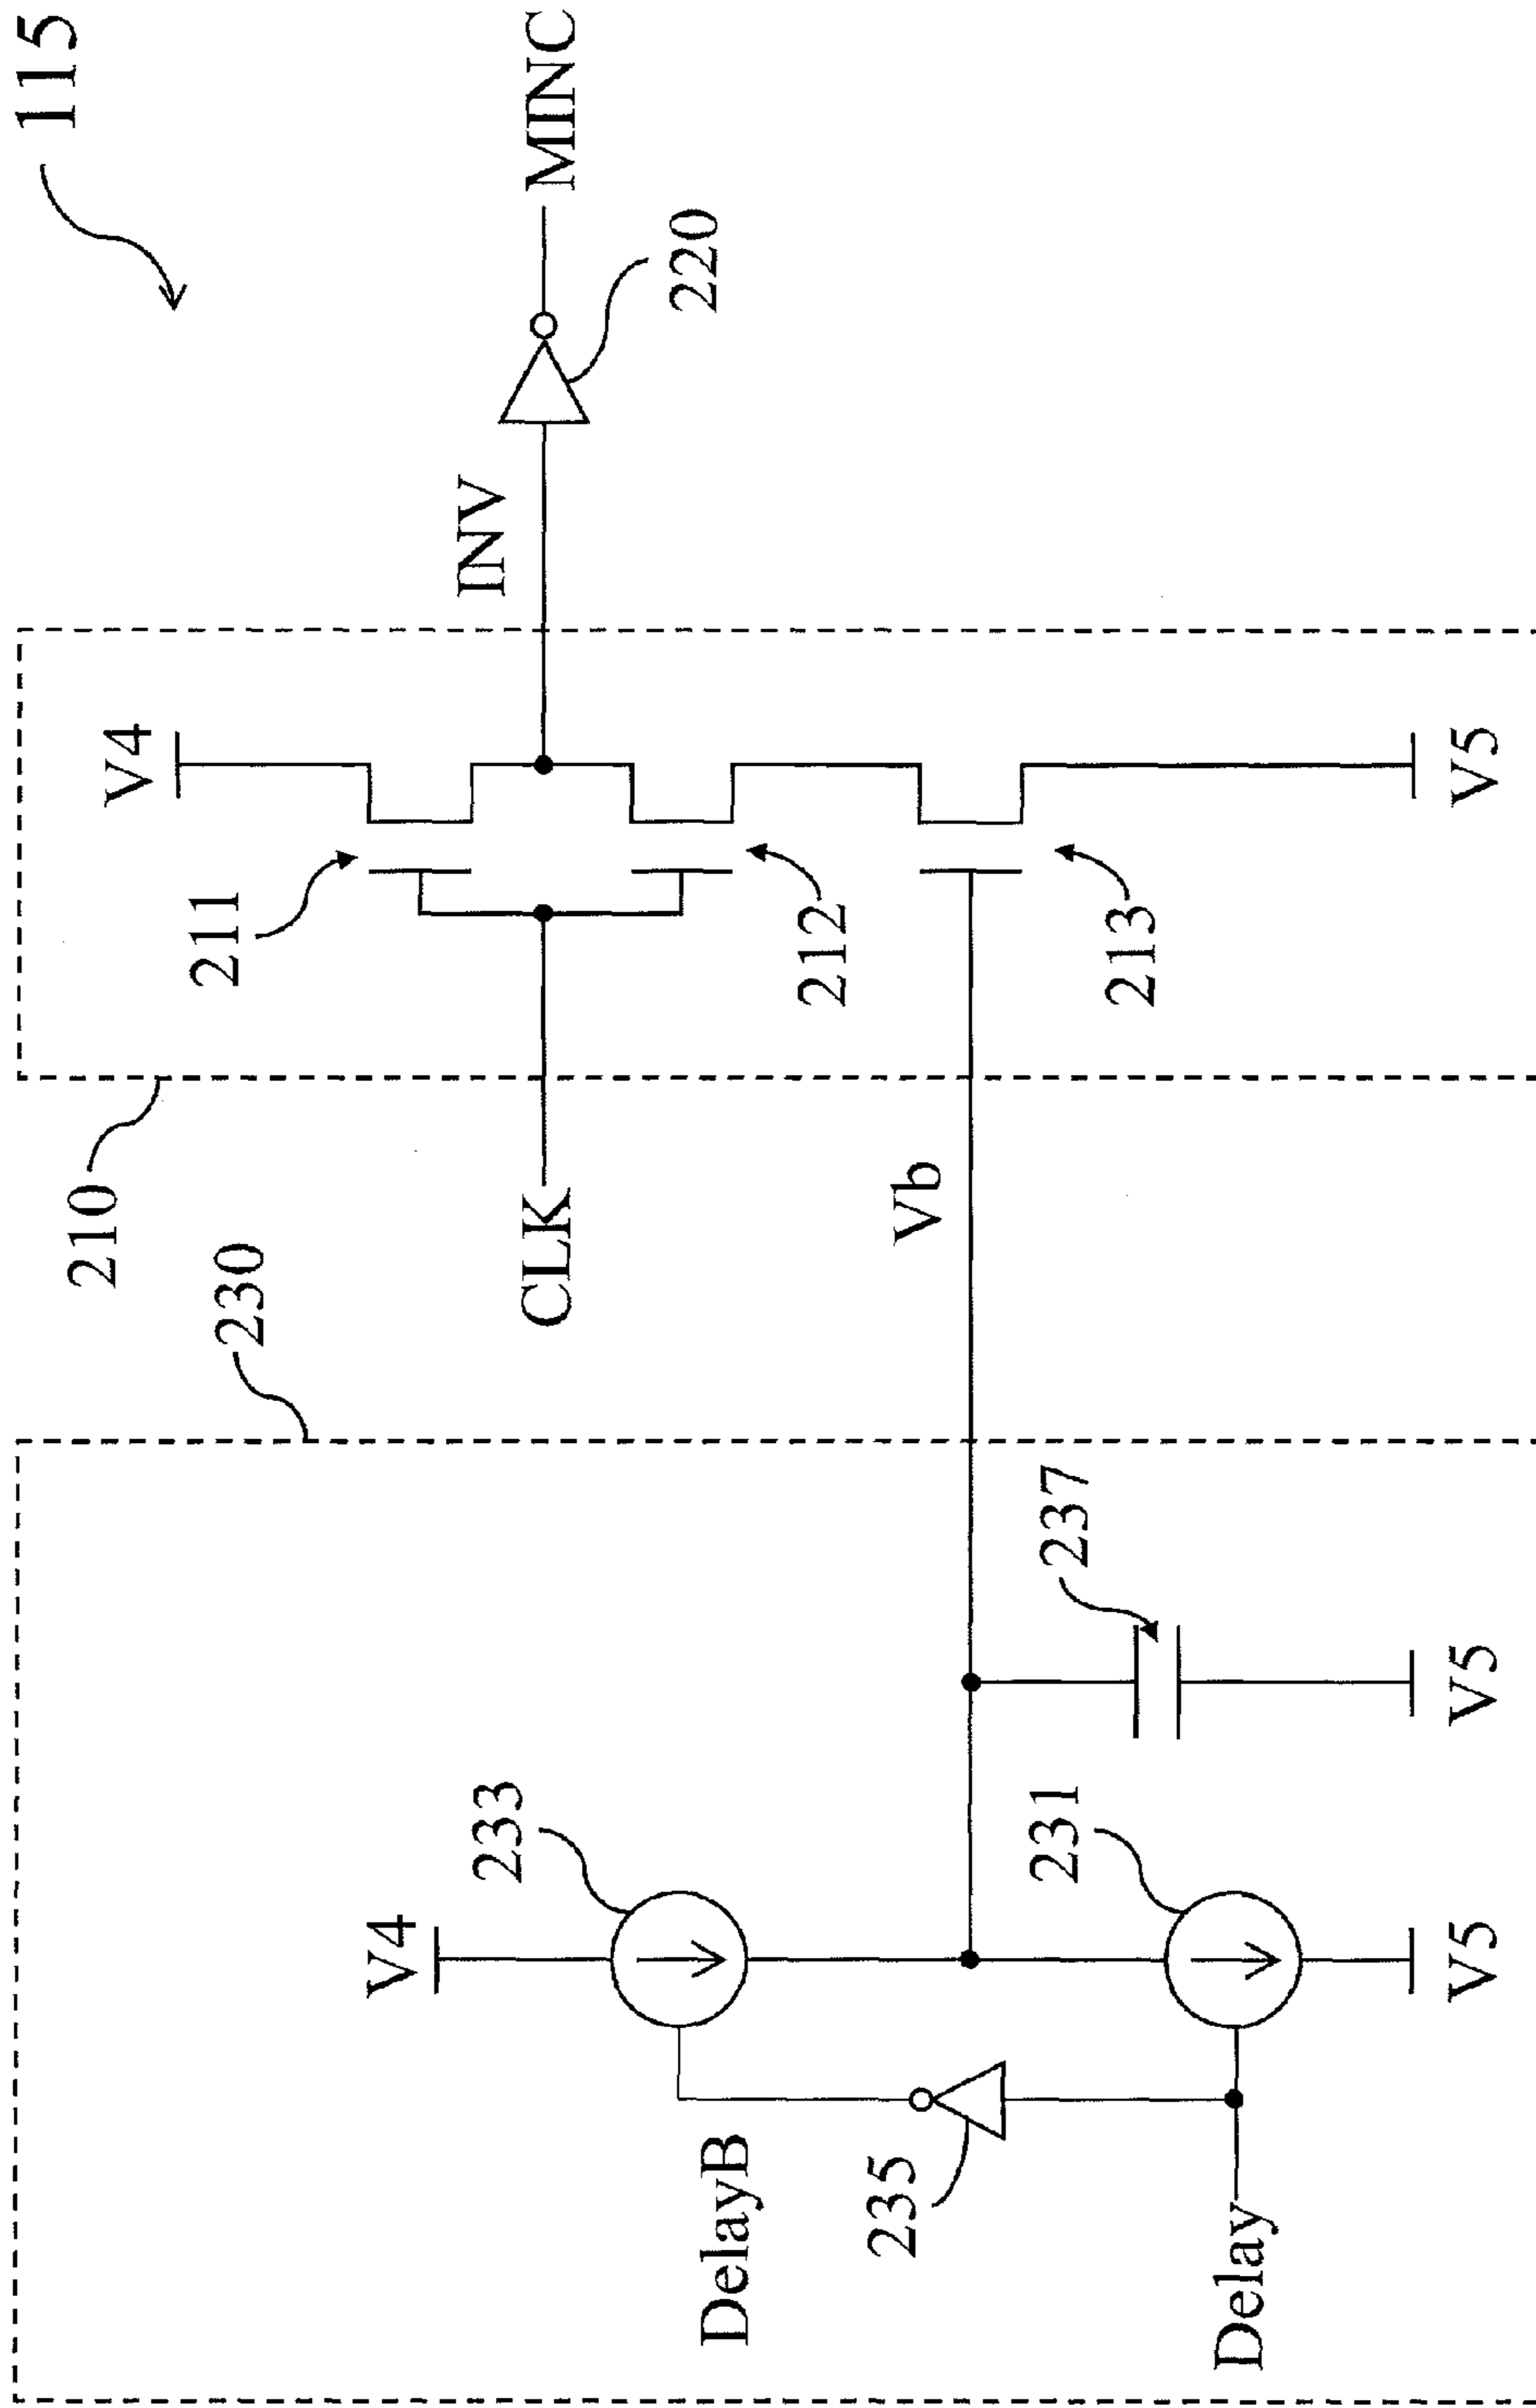 115
230
210
V4
211
INV
MINC
CLK
220
V4
233
212
Vb
DelayB
235
231
237
213
Delay
V5
V5
V5